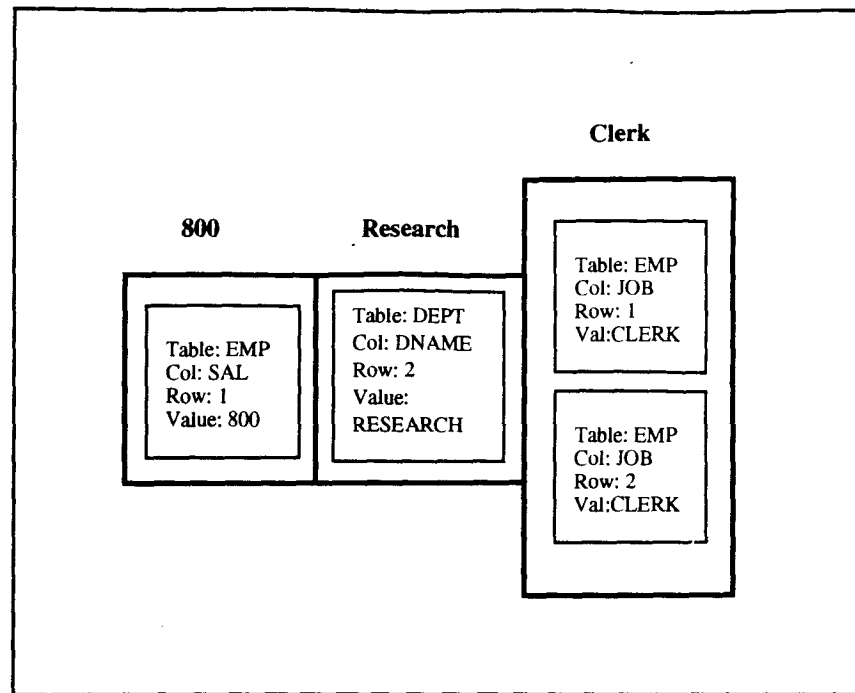 Clerk
800
Research
Table: EMP
Col: SAL
Row: 1
Value: 800
Table: DEPT
Col: DNAME
Row: 2
Value:
RESEARCH
Table: EMP
Col: JOB
Row: 1
Val:CLERK
Table: EMP
Col: JOB
Row: 2
Val:CLERK